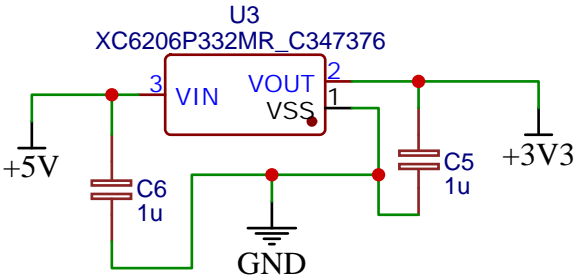 U3
XC6206P332MR_C347376
3
VIN
VOUT
2
VSS
1
+5V
C6
1u
C5
1u
+3V3
GND